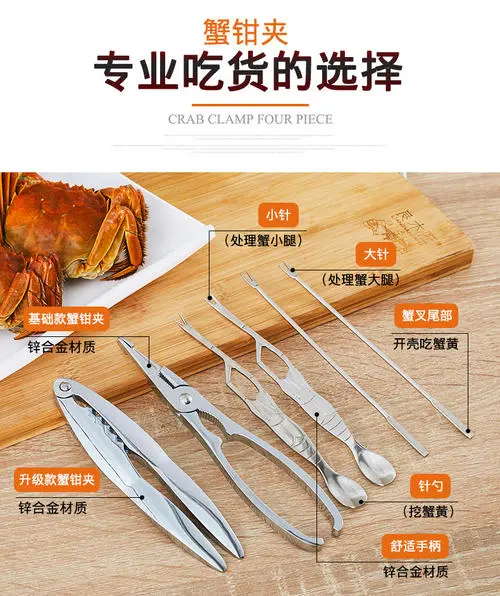 蟹钳夹
专业吃货的选择
CRAB CLAMP FOUR PIECE
小针
(处理蟹小腿)
大针
(处理蟹大腿)
基础款蟹钳夹
锌合金材质
蟹叉尾部
开壳吃蟹黄
升级款蟹钳夹
锌合金材质
针勺
(挖蟹黄)
舒适手柄
锌合金材质